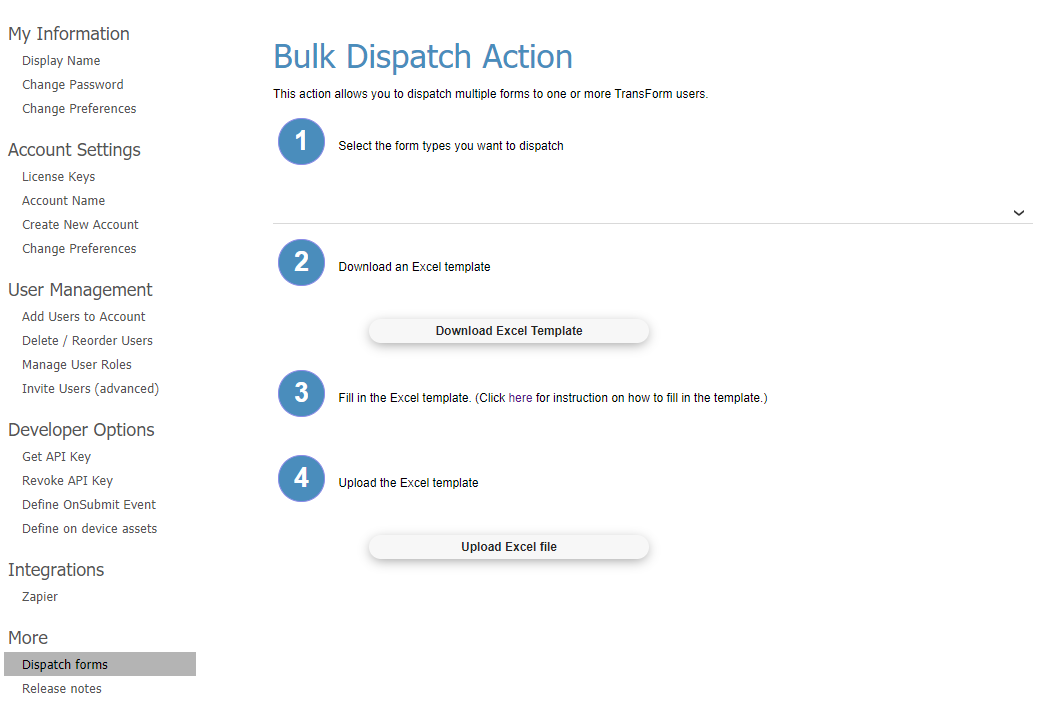 My Information
Display Name
Change Password
Change Preferences
Account Settings
License Keys
Account Name
Create New Account
Change Preferences
User Management
Add Users to Account
Delete / Reorder Users
Manage User Roles
Invite Users (advanced)
Developer Options
Get API Key
Revoke API Key
Define OnSubmit Event
Define on device assets
Integrations
Zapier
More
Dispatch forms
Release notes
Bulk Dispatch Action
This action allows you to dispatch multiple forms to one or more TransForm users.
1 Select the form types you want to dispatch
2 Download an Excel template
Download Excel Template
3 Fill in the Excel template. (Click here for instruction on how to fill in the template.)
4 Upload the Excel template
Upload Excel file